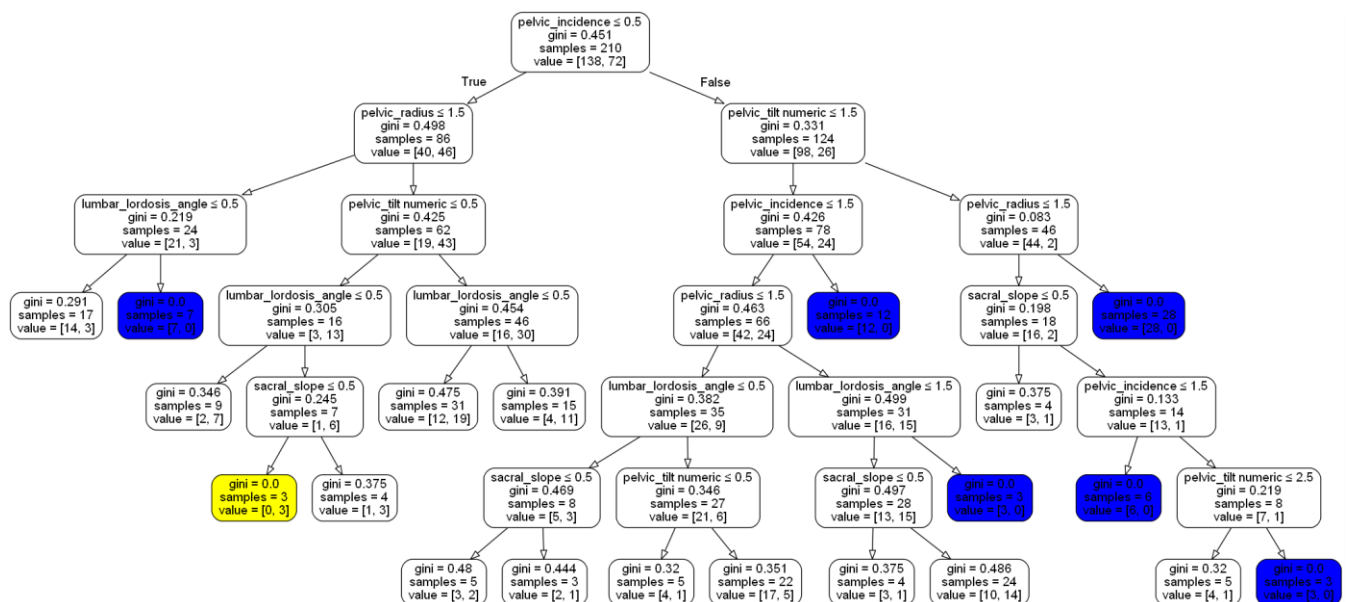 pelvic_incidence ≤ 0.5
gini = 0.451
samples = 210
value = [138, 72]
True
False
pelvic_radius ≤ 1.5
gini = 0.498
samples = 86
value = [40, 46]
pelvic_tilt numeric ≤ 1.5
gini = 0.331
samples = 124
value = [98, 26]
lumbar_lordosis_angle ≤ 0.5
gini = 0.219
samples = 24
value = [21, 3]
pelvic_tilt numeric ≤ 0.5
gini = 0.425
samples = 62
value = [19, 43]
pelvic_incidence ≤ 1.5
gini = 0.426
samples = 78
value = [54, 24]
pelvic_radius ≤ 1.5
gini = 0.083
samples = 46
value = [44, 2]
gini = 0.291
samples = 17
value = [14, 3]
gini = 0.0
samples = 7
value = [7, 0]
lumbar_lordosis_angle ≤ 0.5
gini = 0.305
samples = 16
value = [3, 13]
lumbar_lordosis_angle ≤ 0.5
gini = 0.454
samples = 46
value = [16, 30]
pelvic_radius ≤ 1.5
gini = 0.463
samples = 66
value = [42, 24]
gini = 0.0
samples = 12
value = [12, 0]
sacral_slope ≤ 0.5
gini = 0.198
samples = 18
value = [16, 2]
gini = 0.0
samples = 28
value = [28, 0]
gini = 0.346
samples = 9
value = [2, 7]
sacral_slope ≤ 0.5
gini = 0.245
samples = 7
value = [1, 6]
gini = 0.475
samples = 31
value = [12, 19]
gini = 0.391
samples = 15
value = [4, 11]
lumbar_lordosis_angle ≤ 0.5
gini = 0.382
samples = 35
value = [26, 9]
lumbar_lordosis_angle ≤ 1.5
gini = 0.499
samples = 31
value = [16, 15]
gini = 0.375
samples = 4
value = [3, 1]
pelvic_incidence ≤ 1.5
gini = 0.133
samples = 14
value = [13, 1]
gini = 0.0
samples = 3
value = [0, 3]
gini = 0.375
samples = 4
value = [1, 3]
sacral_slope ≤ 0.5
gini = 0.469
samples = 8
value = [5, 3]
pelvic_tilt numeric ≤ 0.5
gini = 0.346
samples = 27
value = [21, 6]
sacral_slope ≤ 0.5
gini = 0.497
samples = 28
value = [13, 15]
gini = 0.0
samples = 3
value = [3, 0]
gini = 0.0
samples = 6
value = [6, 0]
pelvic_tilt numeric ≤ 2.5
gini = 0.219
samples = 8
value = [7, 1]
gini = 0.48
samples = 5
value = [3, 2]
gini = 0.444
samples = 3
value = [2, 1]
gini = 0.32
samples = 5
value = [4, 1]
gini = 0.351
samples = 22
value = [17, 5]
gini = 0.375
samples = 4
value = [3, 1]
gini = 0.486
samples = 24
value = [10, 14]
gini = 0.32
samples = 5
value = [4, 1]
gini = 0.0
samples = 3
value = [3, 0]